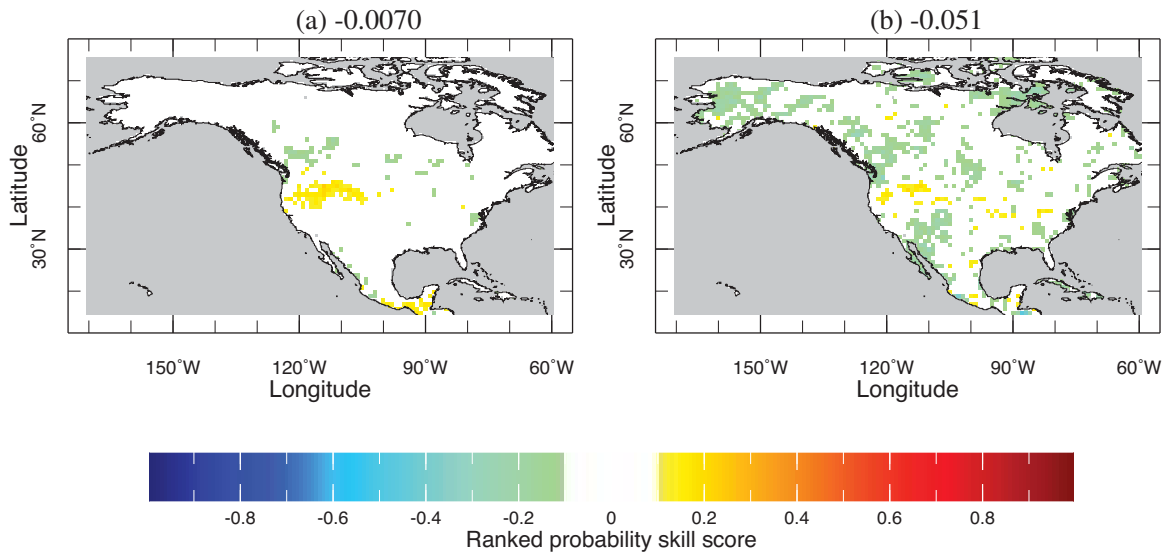 (a) -0.0070
(b) -0.051
Latitude
60˚N
30˚N
150˚W 120˚W 90˚W 60˚W
Longitude
Latitude
60˚N
30˚N
150˚W 120˚W 90˚W 60˚W
Longitude
-0.8 -0.6 -0.4 -0.2 0 0.2 0.4 0.6 0.8
Ranked probability skill score